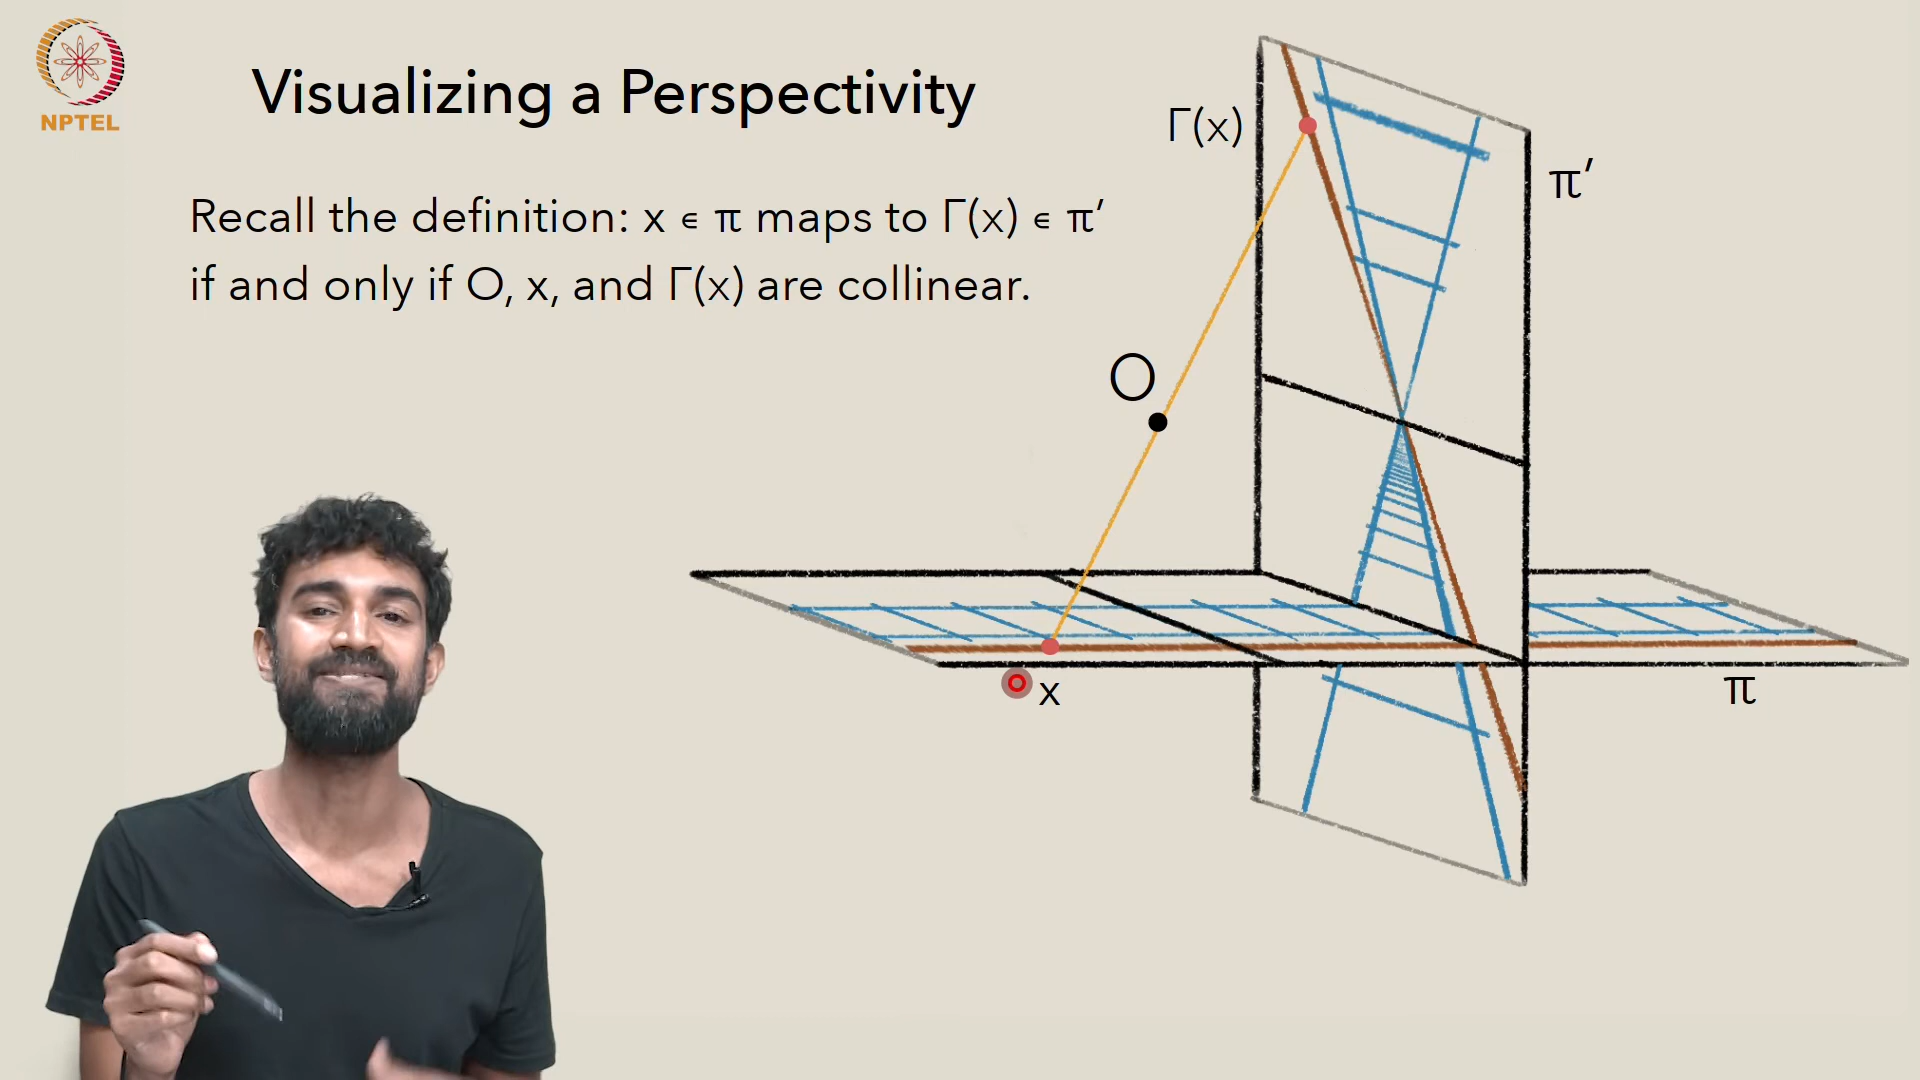 NPTEL
Visualizing a Perspectivity
Recall the definition: x ∊ π maps to Γ(x) ∊ π′
if and only if O, x, and Γ(x) are collinear.
Γ(x)
π′
O
x
π